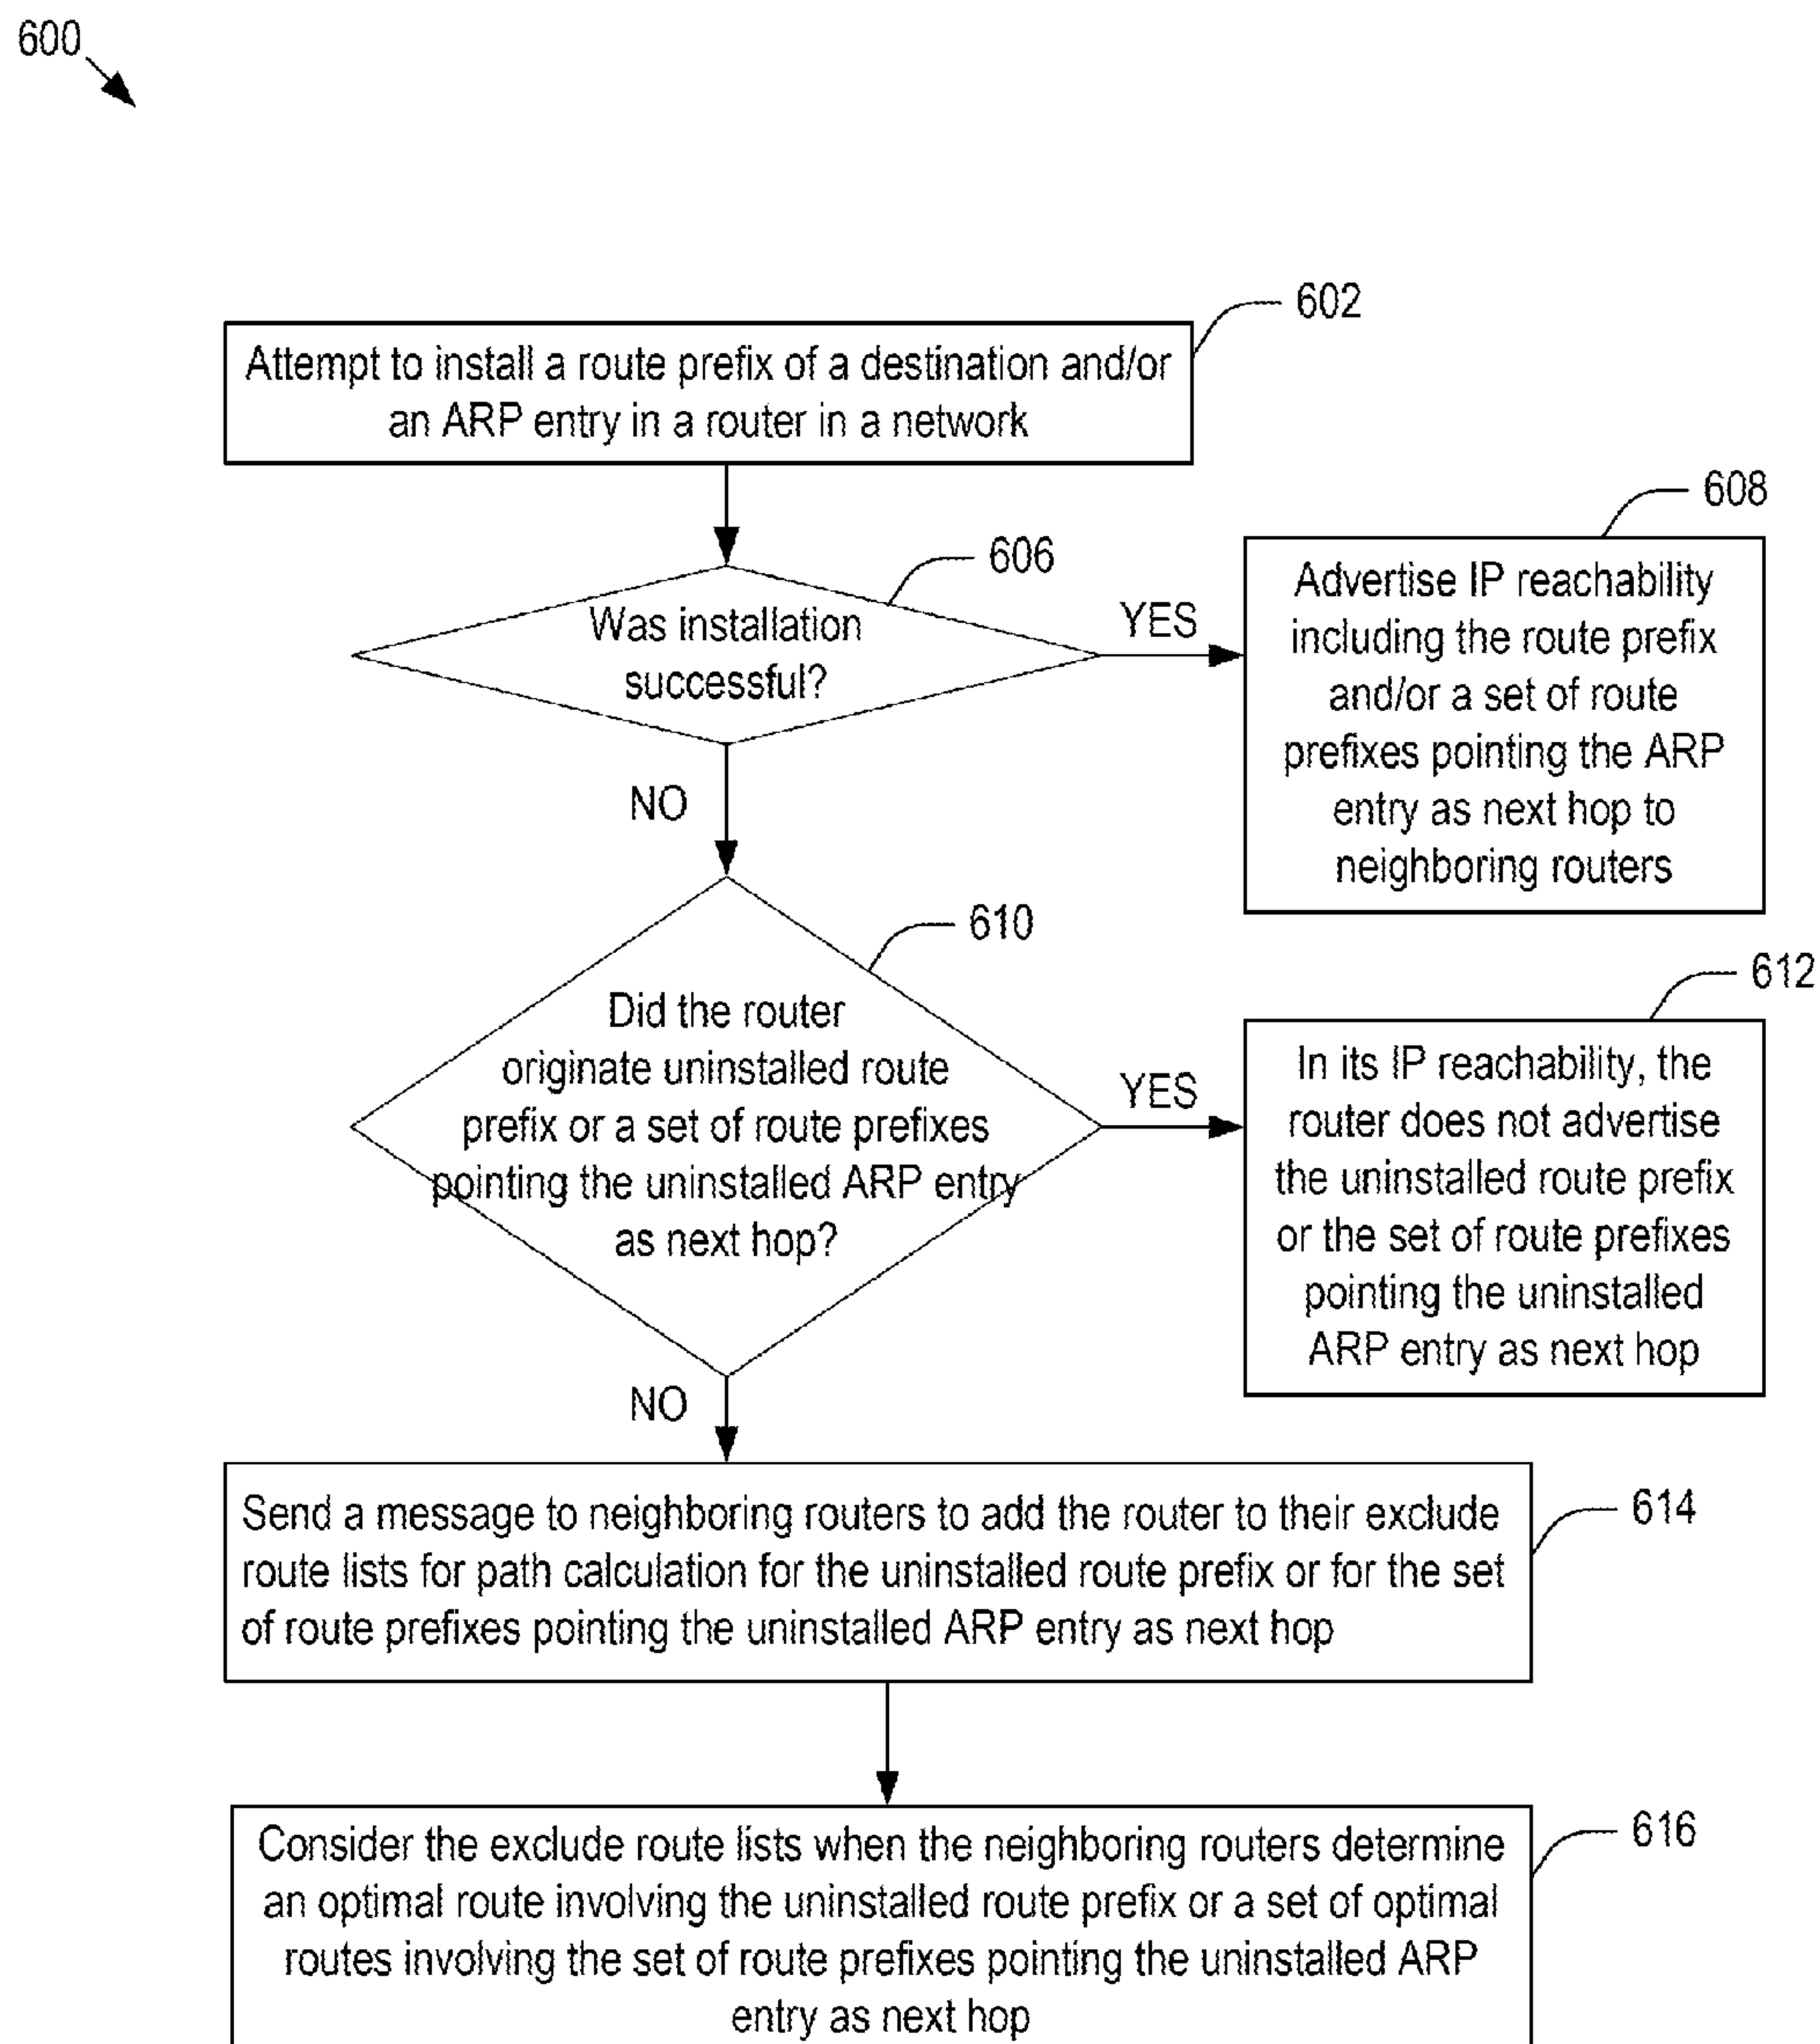 600
602
Attempt to install a route prefix of a destination and/or
an ARP entry in a router in a network
608
606
Was installation
successful?
YES
Advertise IP reachability
including the route prefix
and/or a set of route
prefixes pointing the ARP
entry as next hop to
neighboring routers
NO
610
612
Did the router
originate uninstalled route
prefix or a set of route prefixes
pointing the uninstalled ARP entry
as next hop?
YES
In its IP reachability, the
router does not advertise
the uninstalled route prefix
or the set of route prefixes
pointing the uninstalled
ARP entry as next hop
NO
614
Send a message to neighboring routers to add the router to their exclude
route lists for path calculation for the uninstalled route prefix or for the set
of route prefixes pointing the uninstalled ARP entry as next hop
616
Consider the exclude route lists when the neighboring routers determine
an optimal route involving the uninstalled route prefix or a set of optimal
routes involving the set of route prefixes pointing the uninstalled ARP
entry as next hop